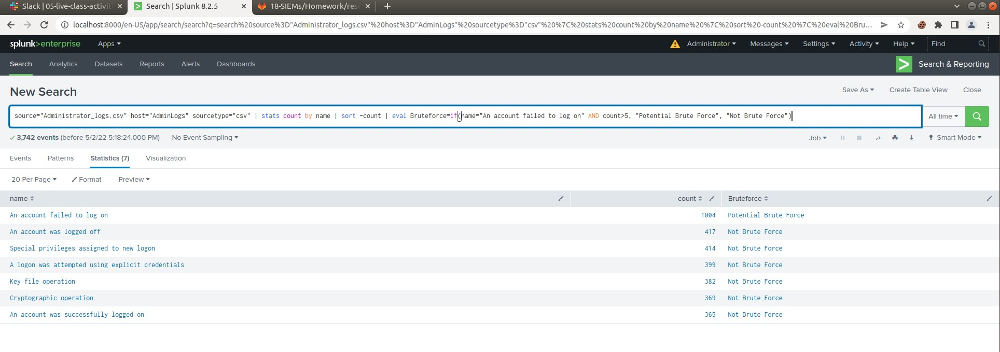 Slack | 05-live-class-activiti
Search | Splunk 8.2.5
18-SIEMs/Homework/reso
localhost:8000/en-US/app/search/search?q=search%20source%3D"Administrator_logs.csv"%20host%3D"AdminLogs"%20sourcetype%3D"csv"%20%7C%20stats%20count%20by%20name%20%7C%20sort%20-count%20%7C%20eval%20Bru...
splunk>enterprise Apps Administrator Messages Settings Activity Help Find
Search Analytics Datasets Reports Alerts Dashboards Search & Reporting
New Search Save As Create Table View Close
source="Administrator_logs.csv" host="AdminLogs" sourcetype="csv" | stats count by name | sort -count | eval Bruteforce=if(name="An account failed to log on" AND count>5, "Potential Brute Force", "Not Brute Force") All time
3,742 events (before 5/2/22 5:18:24.000 PM) No Event Sampling Job Smart Mode
Events Patterns Statistics (7) Visualization
20 Per Page Format Preview
name count Bruteforce
An account failed to log on 1004 Potential Brute Force
An account was logged off 417 Not Brute Force
Special privileges assigned to new logon 414 Not Brute Force
A logon was attempted using explicit credentials 399 Not Brute Force
Key file operation 382 Not Brute Force
Cryptographic operation 369 Not Brute Force
An account was successfully logged on 365 Not Brute Force